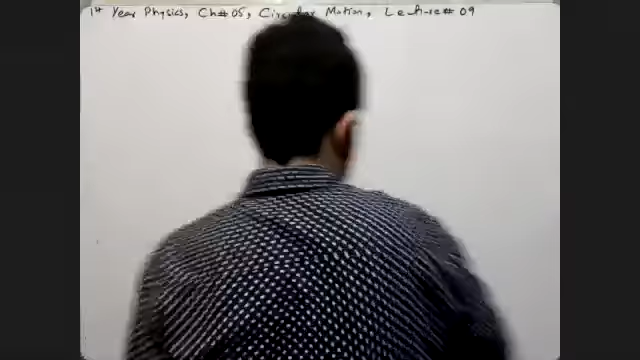 1st Year Physics, Ch# 05, Circular Motion, Lecture# 09